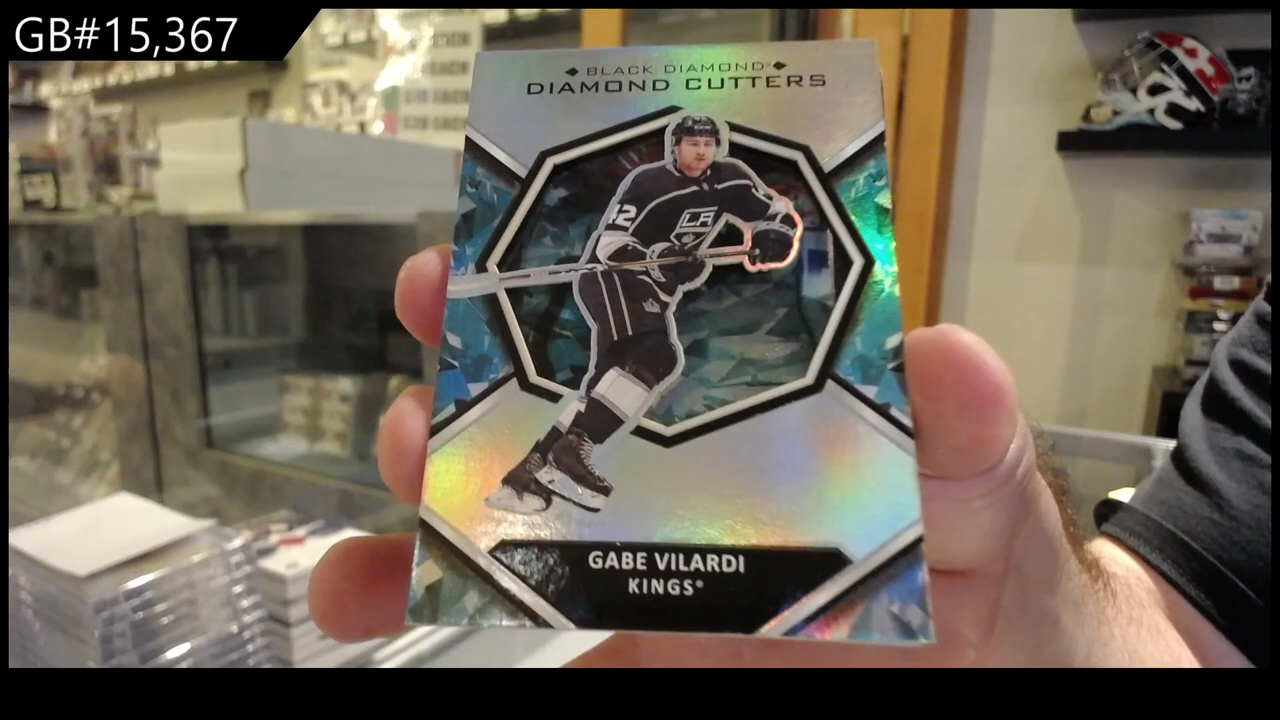 GB#15,367
BLACK DIAMOND®
DIAMOND CUTTERS
42
LA
GABE VILARDI
KINGS®